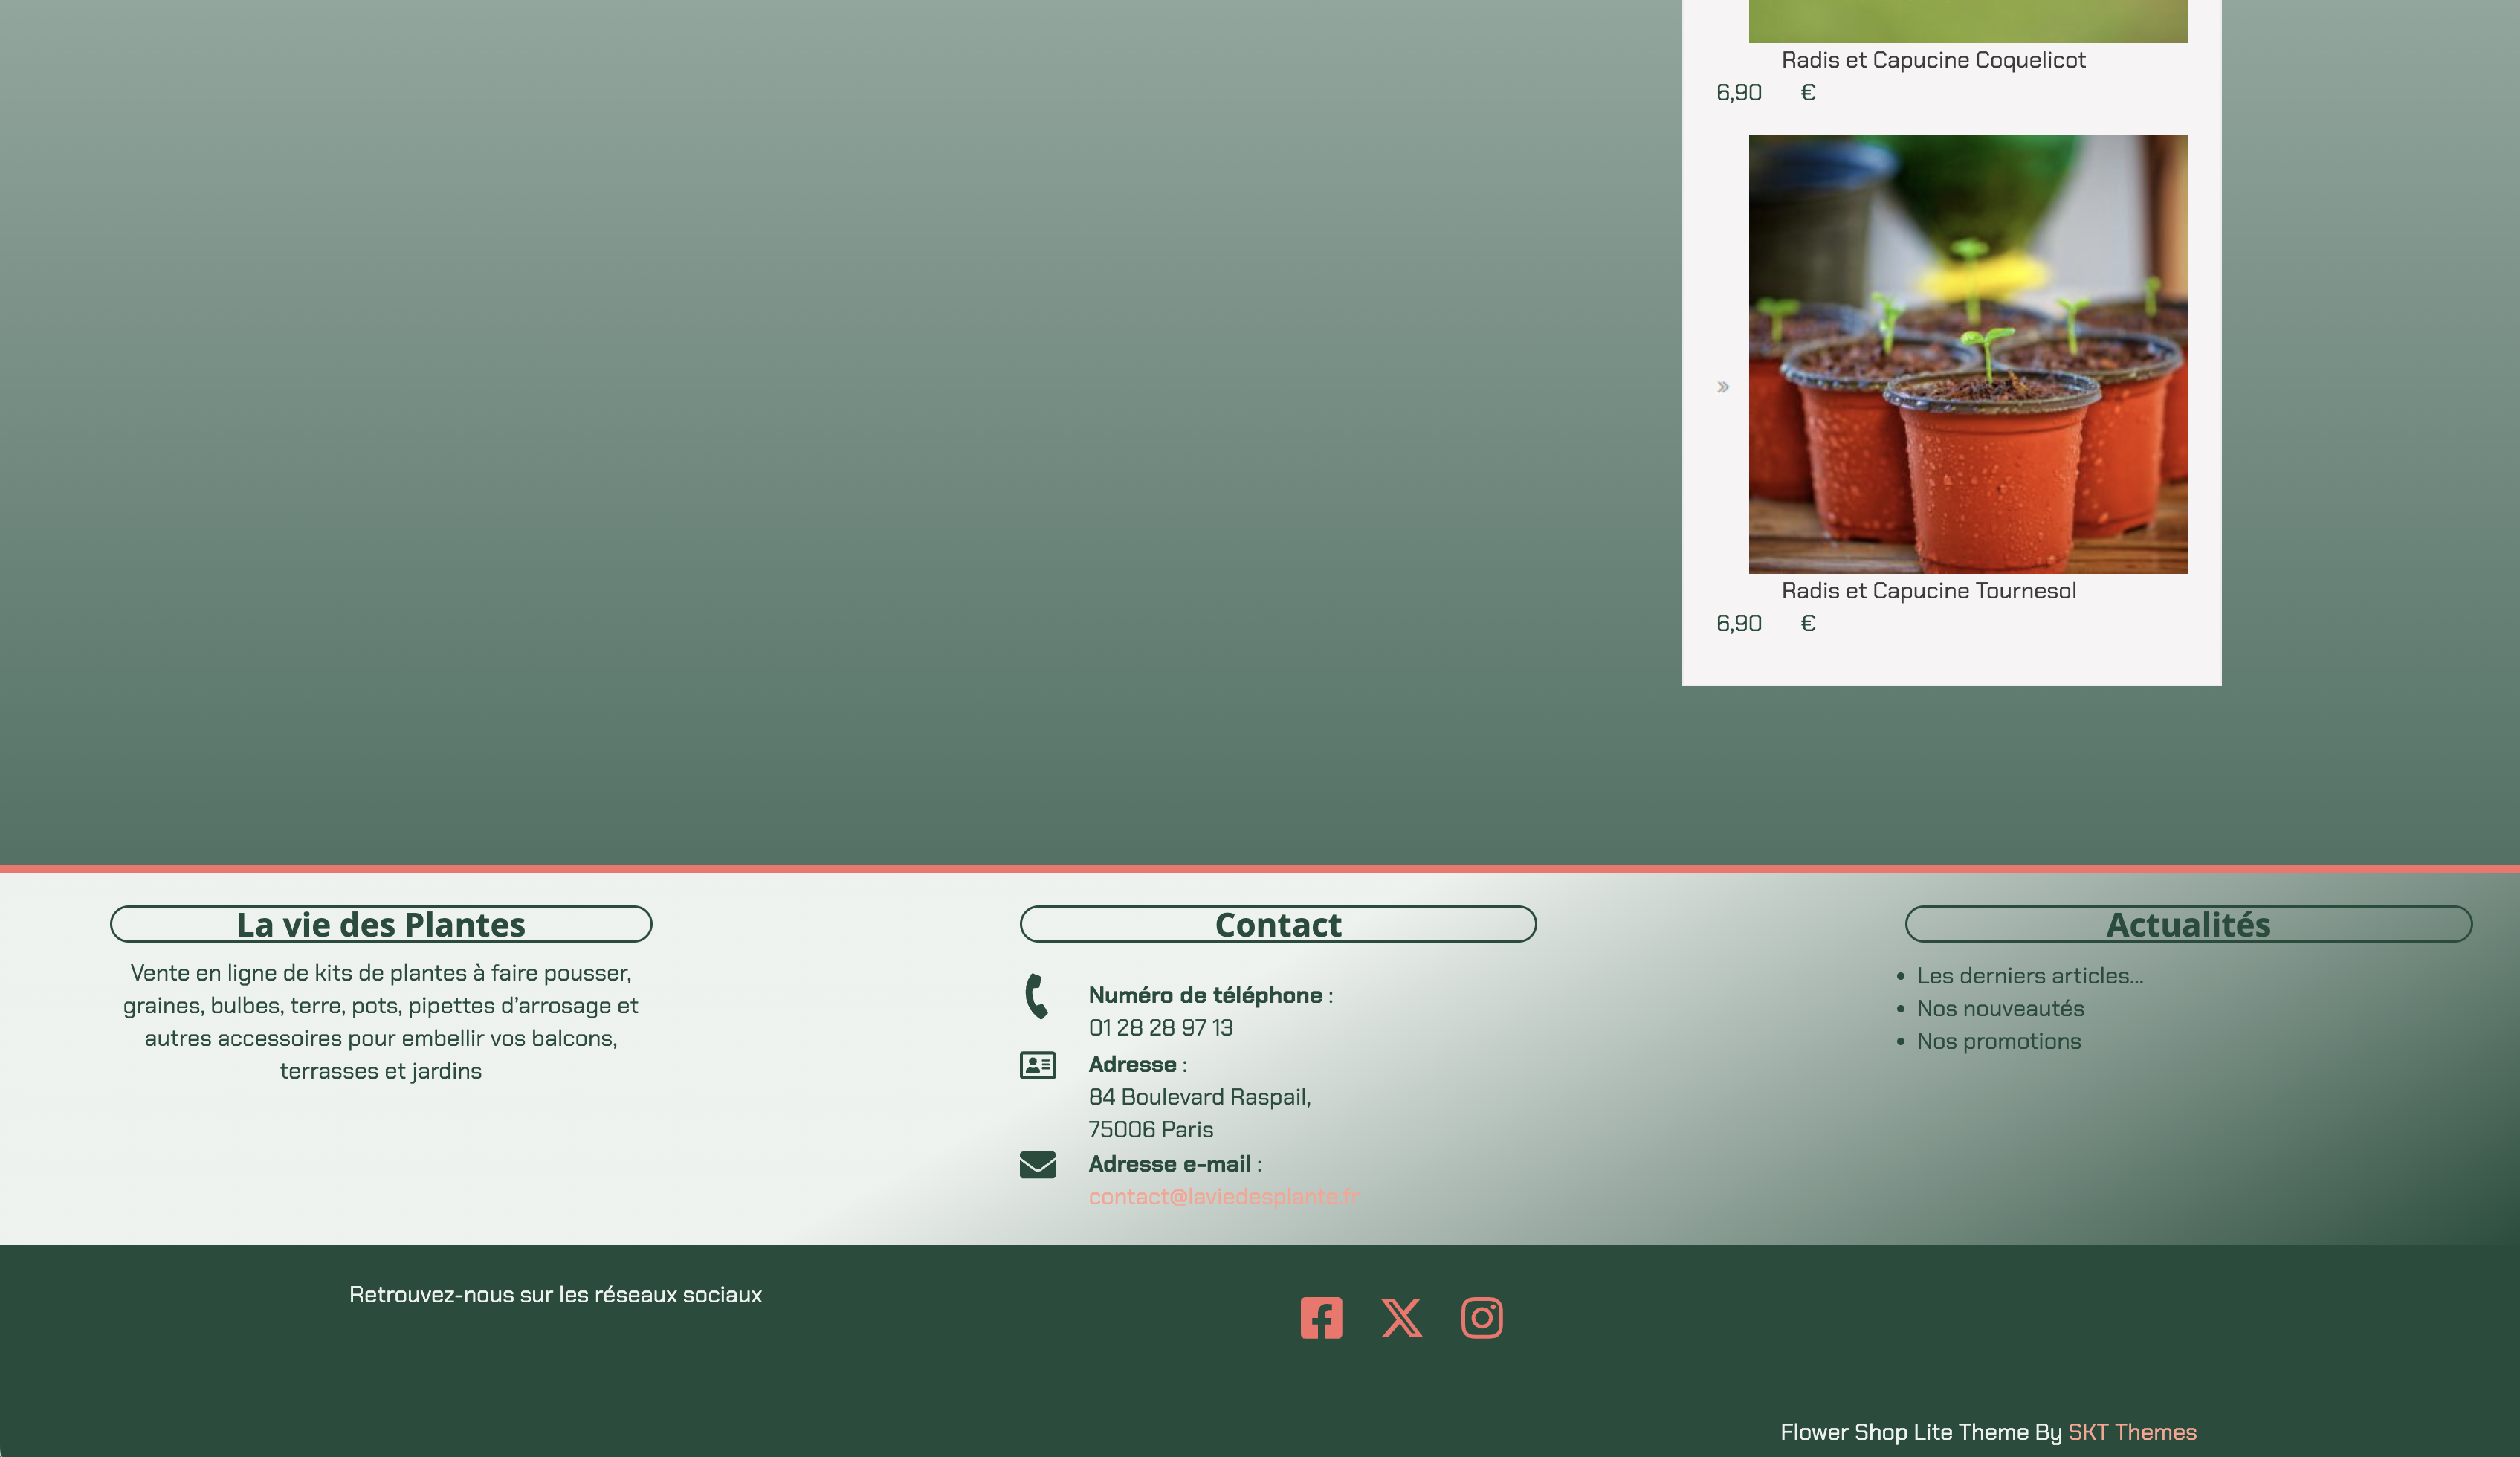 Radis et Capucine Coquelicot
6,90 €
»
Radis et Capucine Tournesol
6,90 €
La vie des Plantes
Vente en ligne de kits de plantes à faire pousser,
graines, bulbes, terre, pots, pipettes d’arrosage et
autres accessoires pour embellir vos balcons,
terrasses et jardins
Contact
Numéro de téléphone :
01 28 28 97 13
Adresse :
84 Boulevard Raspail,
75006 Paris
Adresse e-mail :
contact@laviedesplante.fr
Actualités
• Les derniers articles...
• Nos nouveautés
• Nos promotions
Retrouvez-nous sur les réseaux sociaux
Flower Shop Lite Theme By SKT Themes